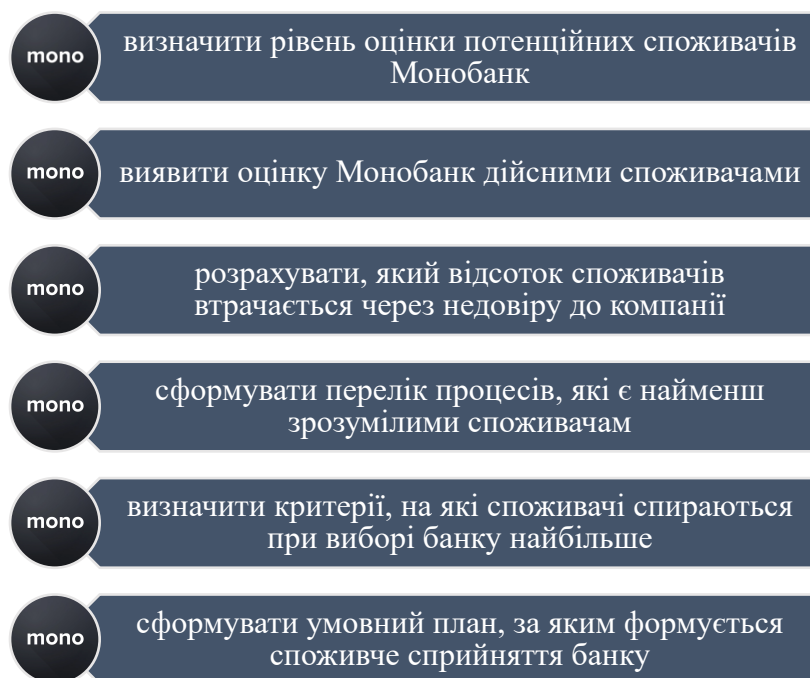 mono
визначити рівень оцінки потенційних споживачів
Монобанк
mono
виявити оцінку Монобанк дійсними споживачами
mono
розрахувати, який відсоток споживачів
втрачається через недовіру до компанії
mono
сформувати перелік процесів, які є найменш
зрозумілими споживачам
mono
визначити критерії, на які споживачі спираються
при виборі банку найбільше
mono
сформувати умовний план, за яким формується
споживче сприйняття банку